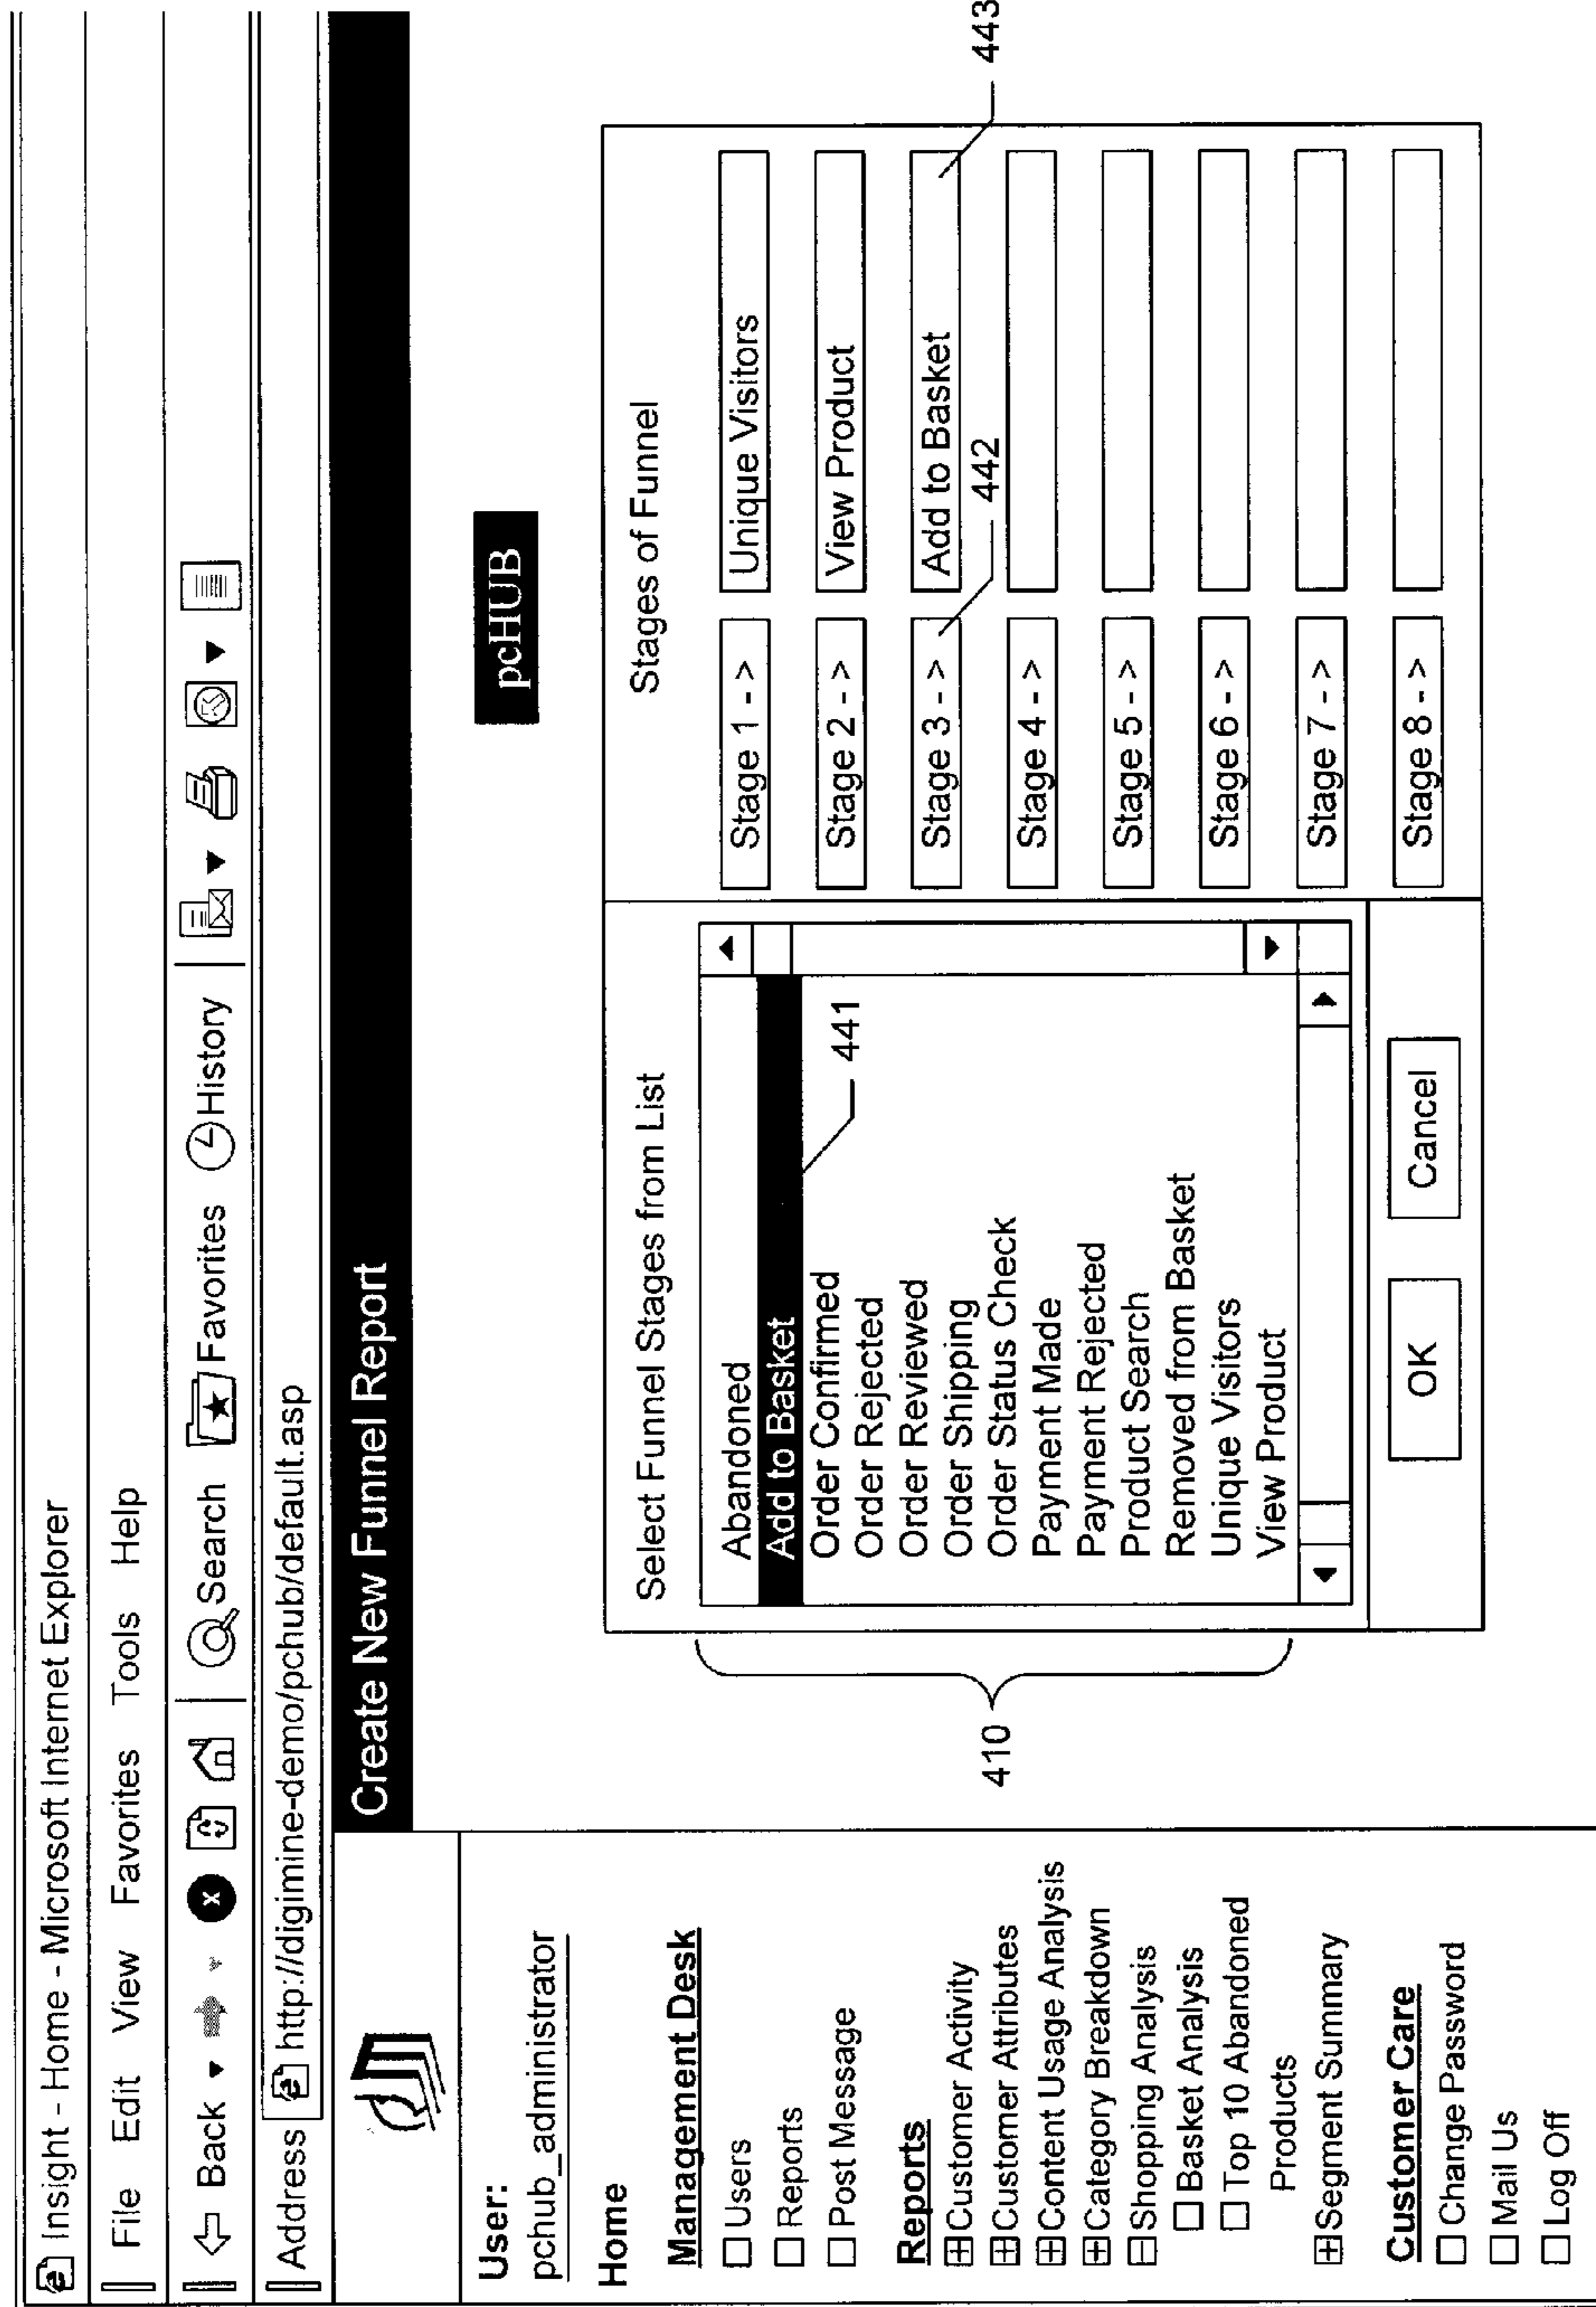 Insight - Home - Microsoft Internet Explorer
File Edit View Favorites Tools Help
Back Search Favorites History
Address http://digimine-demo/pchub/default.asp
Create New Funnel Report
User:
pchub_administrator
Home
Management Desk
Users
Reports
Post Message
Reports
Customer Activity
Customer Attributes
Content Usage Analysis
Category Breakdown
Shopping Analysis
Basket Analysis
Top 10 Abandoned
Products
Segment Summary
Customer Care
Change Password
Mail Us
Log Off
pcHUB
Select Funnel Stages from List
Abandoned
Add to Basket
441
Order Confirmed
Order Rejected
Order Reviewed
Order Shipping
Order Status Check
Payment Made
Payment Rejected
Product Search
Removed from Basket
Unique Visitors
View Product
410
OK Cancel
Stages of Funnel
Stage 1 - > Unique Visitors
Stage 2 - > View Product
Stage 3 - > Add to Basket
442
443
Stage 4 - >
Stage 5 - >
Stage 6 - >
Stage 7 - >
Stage 8 - >